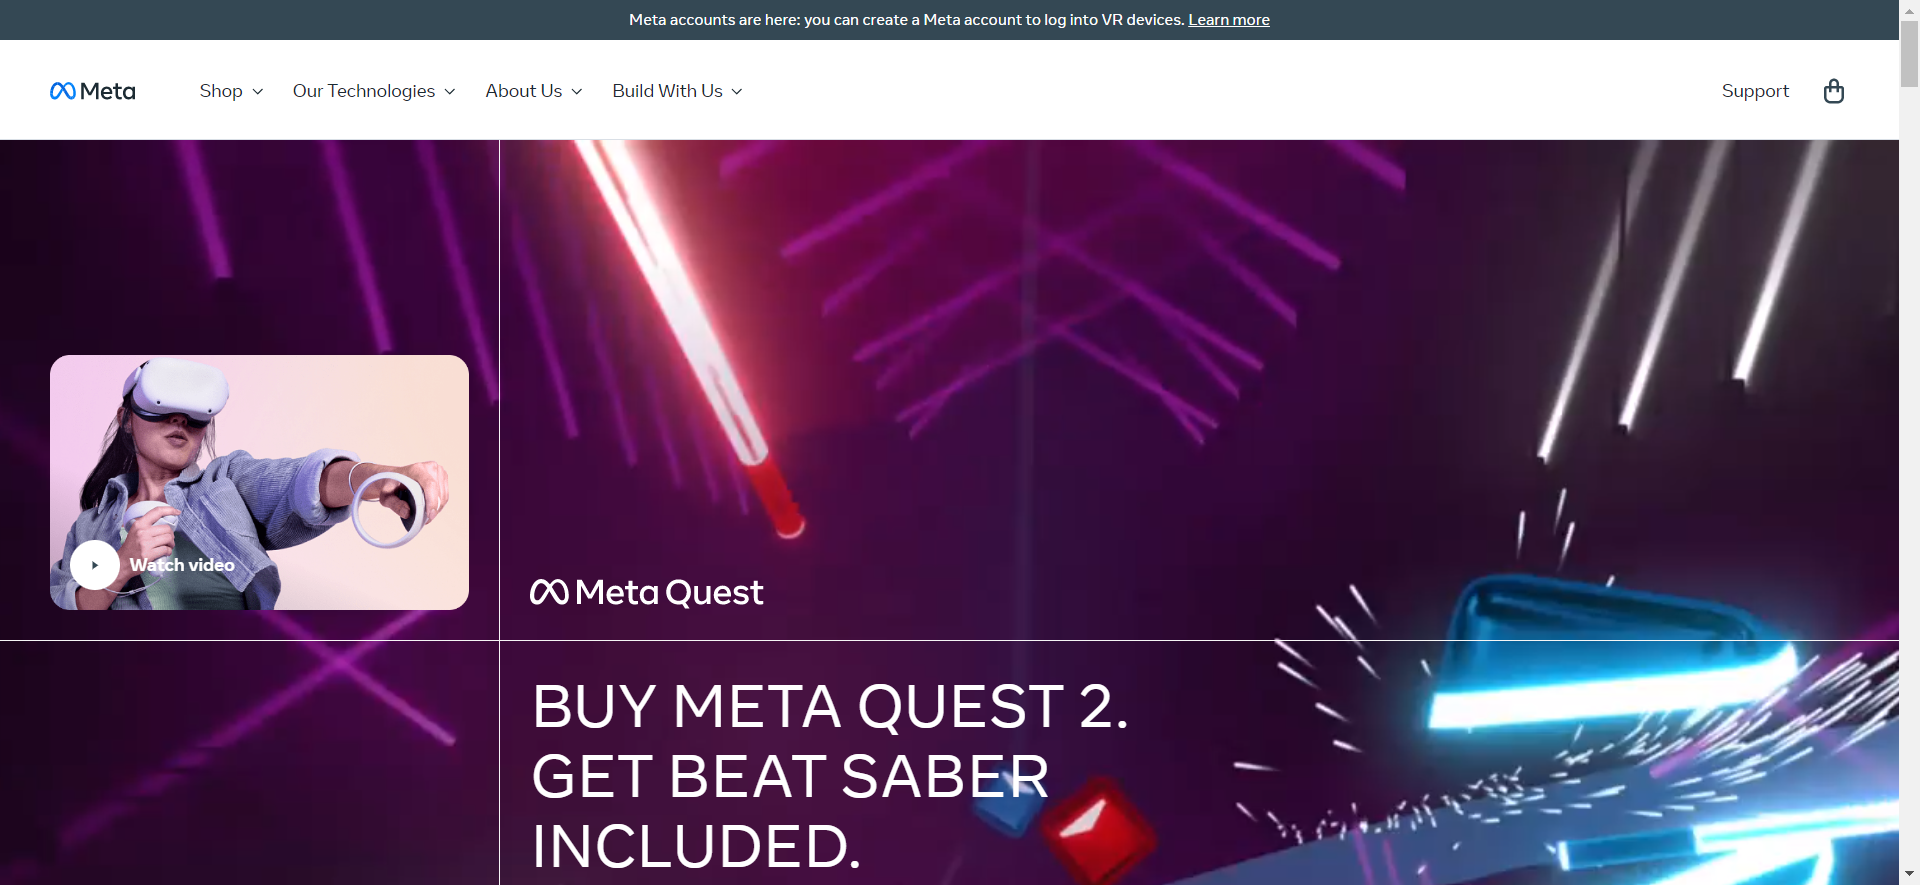 Meta accounts are here: you can create a Meta account to log into VR devices. Learn more
Meta
Shop
Our Technologies
About Us
Build With Us
Support
Watch video
Meta Quest
BUY META QUEST 2.
GET BEAT SABER
INCLUDED.